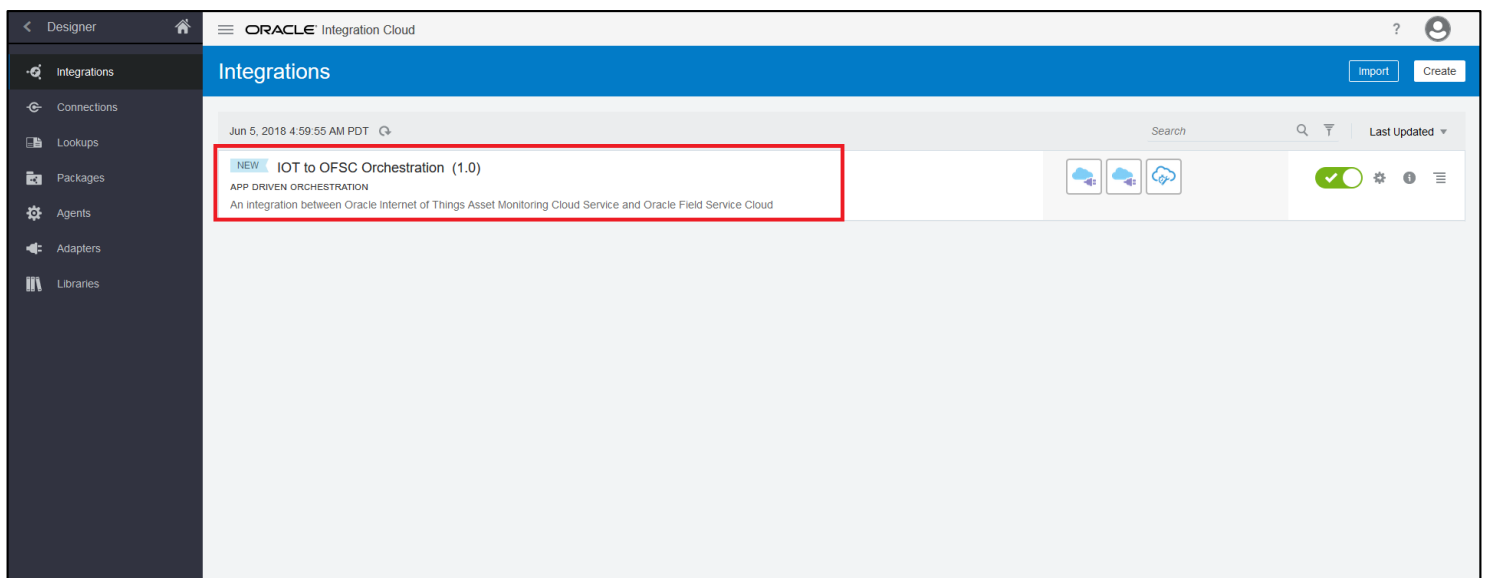 Designer
ORACLE Integration Cloud
?
Integrations
Connections
Lookups
Packages
Agents
Adapters
Libraries
Integrations
Import
Create
Jun 5, 2018 4:59:55 AM PDT
Search
Last Updated
NEW IOT to OFSC Orchestration (1.0)
APP DRIVEN ORCHESTRATION
An integration between Oracle Internet of Things Asset Monitoring Cloud Service and Oracle Field Service Cloud